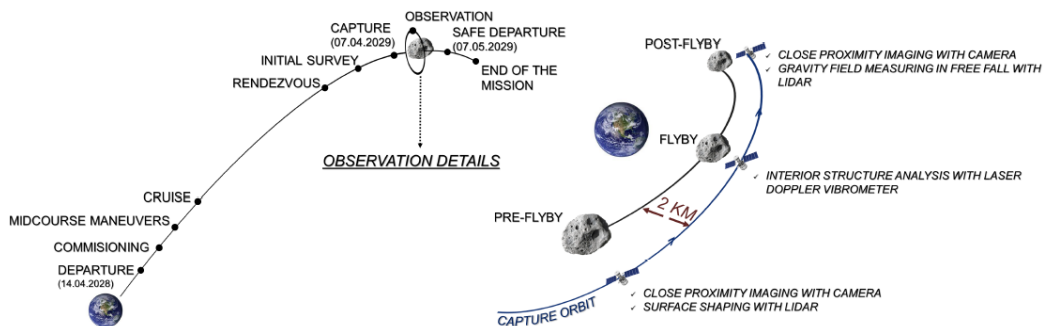 OBSERVATION
CAPTURE
(07.04.2029)
SAFE DEPARTURE
(07.05.2029)
INITIAL SURVEY
END OF THE
MISSION
RENDEZVOUS
OBSERVATION DETAILS
CRUISE
MIDCOURSE MANEUVERS
COMMISIONING
DEPARTURE
(14.04.2028)
POST-FLYBY
✓ CLOSE PROXIMITY IMAGING WITH CAMERA
✓ GRAVITY FIELD MEASURING IN FREE FALL WITH
LIDAR
FLYBY
✓ INTERIOR STRUCTURE ANALYSIS WITH LASER
DOPPLER VIBROMETER
2 KM
PRE-FLYBY
✓ CLOSE PROXIMITY IMAGING WITH CAMERA
✓ SURFACE SHAPING WITH LIDAR
CAPTURE ORBIT